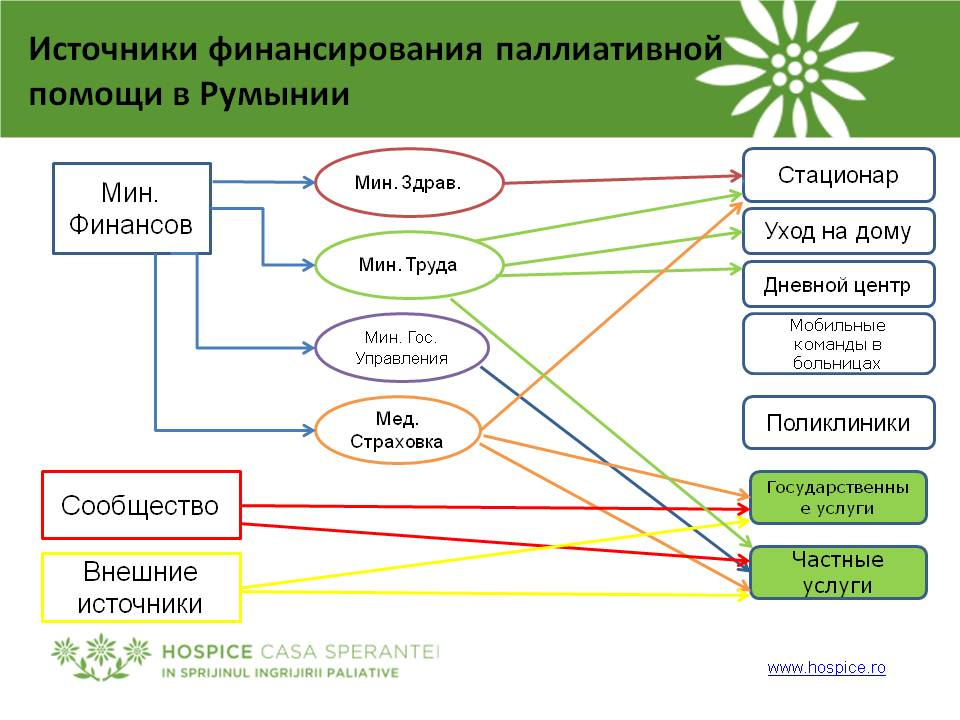 Источники финансирования паллиативной
помощи в Румынии
Мин.
Финансов
Мин. Здрав.
Мин. Труда
Мин. Гос.
Управления
Мед.
Страховка
Стационар
Уход на дому
Дневной центр
Мобильные
команды в
больницах
Поликлиники
Государственны
е услуги
Частные
услуги
Сообщество
Внешние
источники
HOSPICE CASA SPERANTEI
IN SPRIJINUL INGRIJIRII PALIATIVE
www.hospice.ro